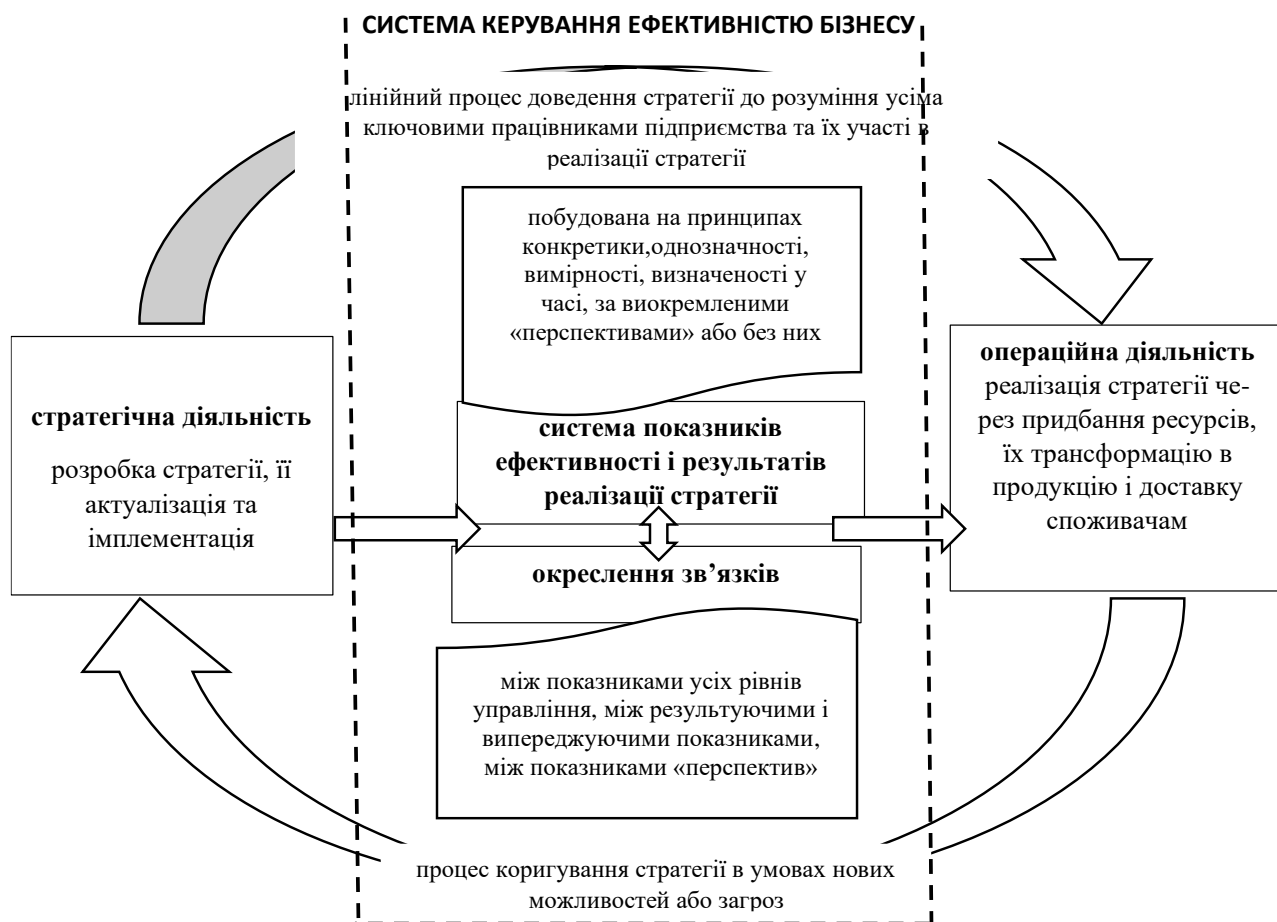 СИСТЕМА КЕРУВАННЯ ЕФЕКТИВНІСТЮ БІЗНЕСУ
лінійний процес доведення стратегії до розуміння усіма
ключовими працівниками підприємства та їх участі в
реалізації стратегії
побудована на принципах
конкретики,однозначності,
вимірності, визначеності у
часі, за виокремленими
«перспективами» або без них
стратегічна діяльність
розробка стратегії, її
актуалізація та
імплементація
система показників
ефективності і результатів
реалізації стратегії
окреслення зв’язків
операційна діяльність
реалізація стратегії че-
рез придбання ресурсів,
їх трансформацію в
продукцію і доставку
споживачам
між показниками усіх рівнів
управління, між результуючими і
випереджуючими показниками,
між показниками «перспектив»
процес коригування стратегії в умовах нових
можливостей або загроз